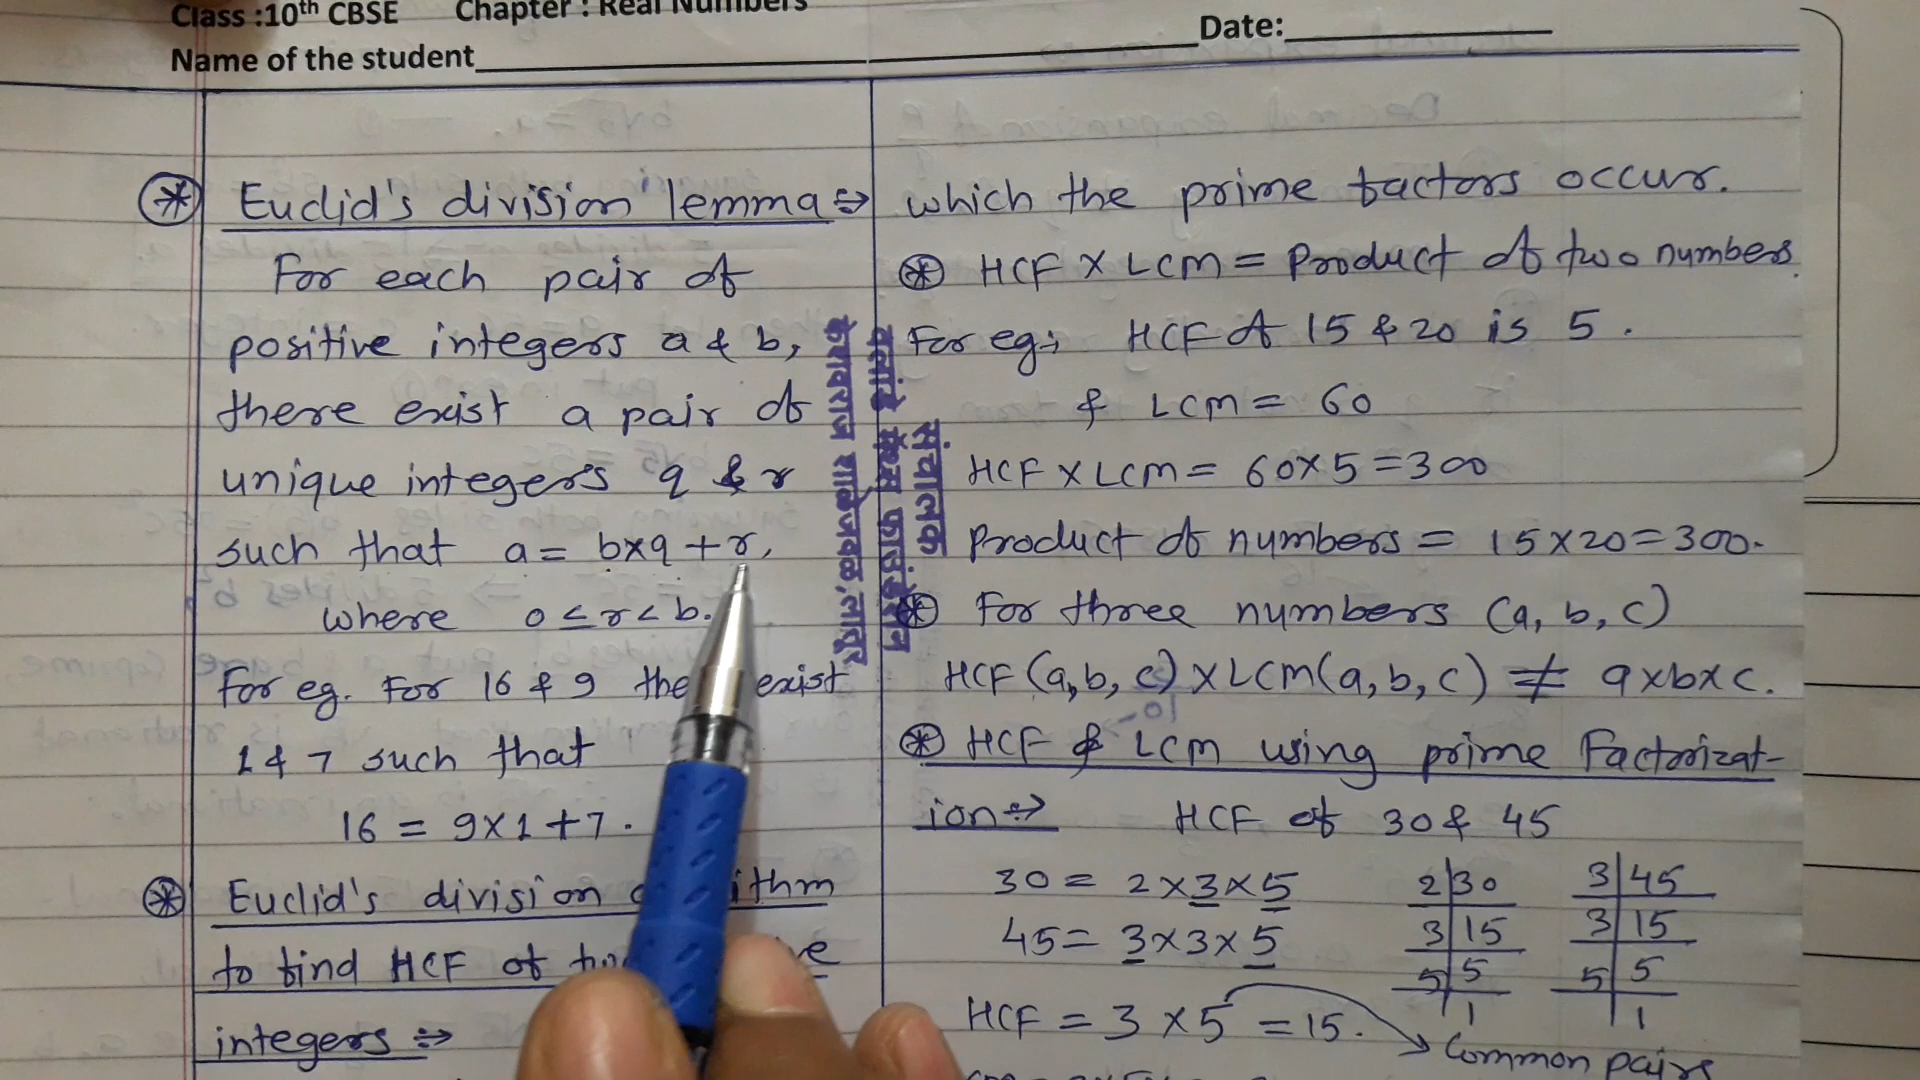 Class :10th CBSE Chapter : Real Numbers
Name of the student
Date:
Euclid's division lemma ⇒
For each pair of
positive integers a & b,
there exist a pair of
unique integers q & r
such that a = b×q + r,
where 0 ≤ r < b.
For eg. For 16 & 9 exist
1 & 7 such that
16 = 9×1+7.
Euclid's division
to find HCF of
integers ⇒
केशवराज शाळेजवळ, लातूर
संचालक
which the prime factors occur.
HCF × LCM = Product of two numbers.
For eg; HCF of 15 & 20 is 5.
& LCM = 60
HCF × LCM = 60×5 = 300
Product of numbers = 15×20=300.
For three numbers (a, b, c)
HCF (a, b, c) × LCM(a, b, c) ≠ a×b×c.
HCF & LCM using prime Factorizat-
ion ⇒ HCF of 30 & 45
30 = 2×3×5 2|30 3|45
45 = 3×3×5 3|15 3|15
5|5 5|5
HCF = 3×5 = 15. 1 1
Common pairs